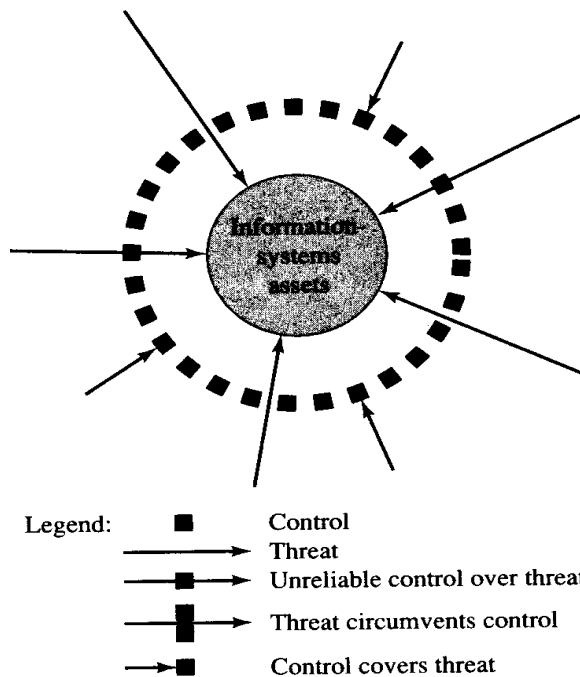 Information-
systems
assets
Legend:
Control
Threat
Unreliable control over threat
Threat circumvents control
Control covers threat